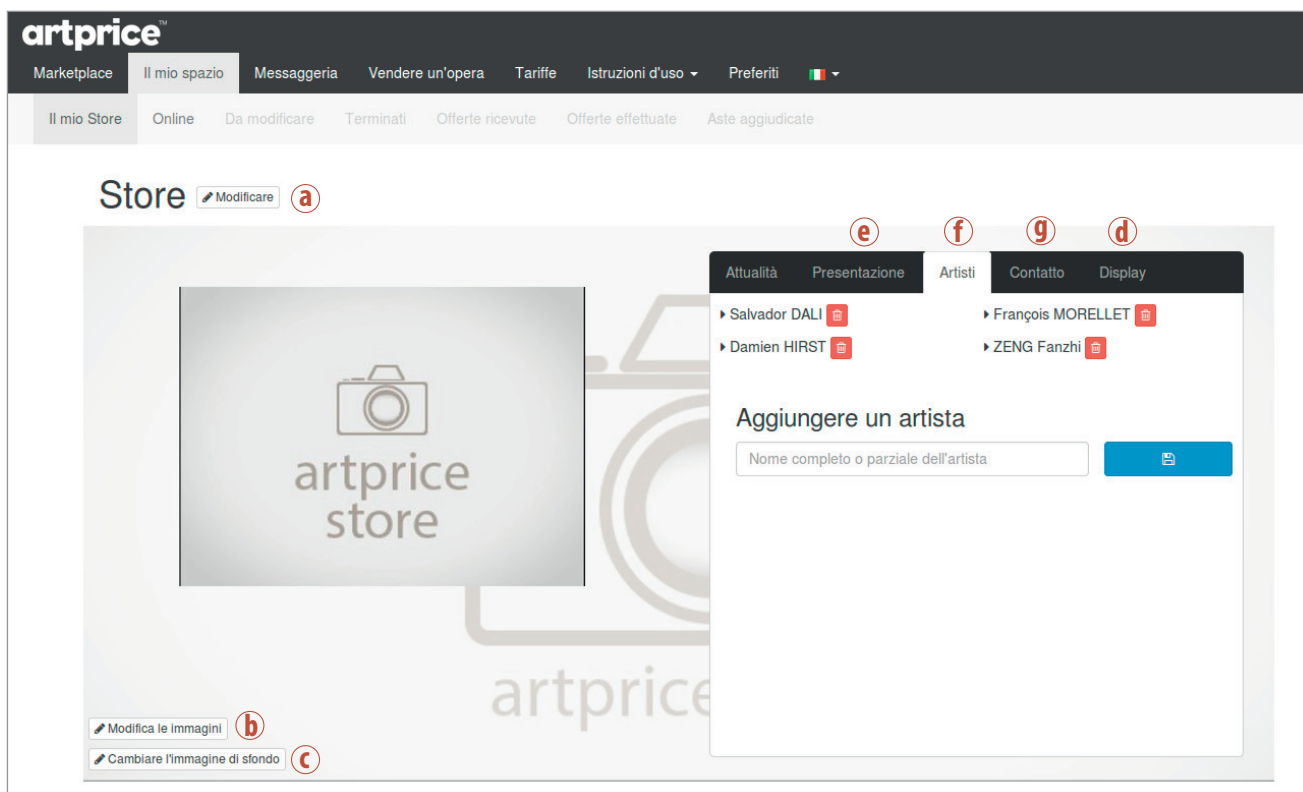 artprice™
Marketplace Il mio spazio Messaggeria Vendere un'opera Tariffe Istruzioni d'uso Preferiti
Il mio Store Online Da modificare Terminati Offerte ricevute Offerte effettuate Aste aggiudicate
Store Modificare a
e f g d
Attualità Presentazione Artisti Contatto Display
Salvador DALI François MORELLET
Damien HIRST ZENG Fanzhi
Aggiungere un artista
Nome completo o parziale dell'artista
artprice
store
artprice
Modifica le immagini b
Cambiare l'immagine di sfondo c